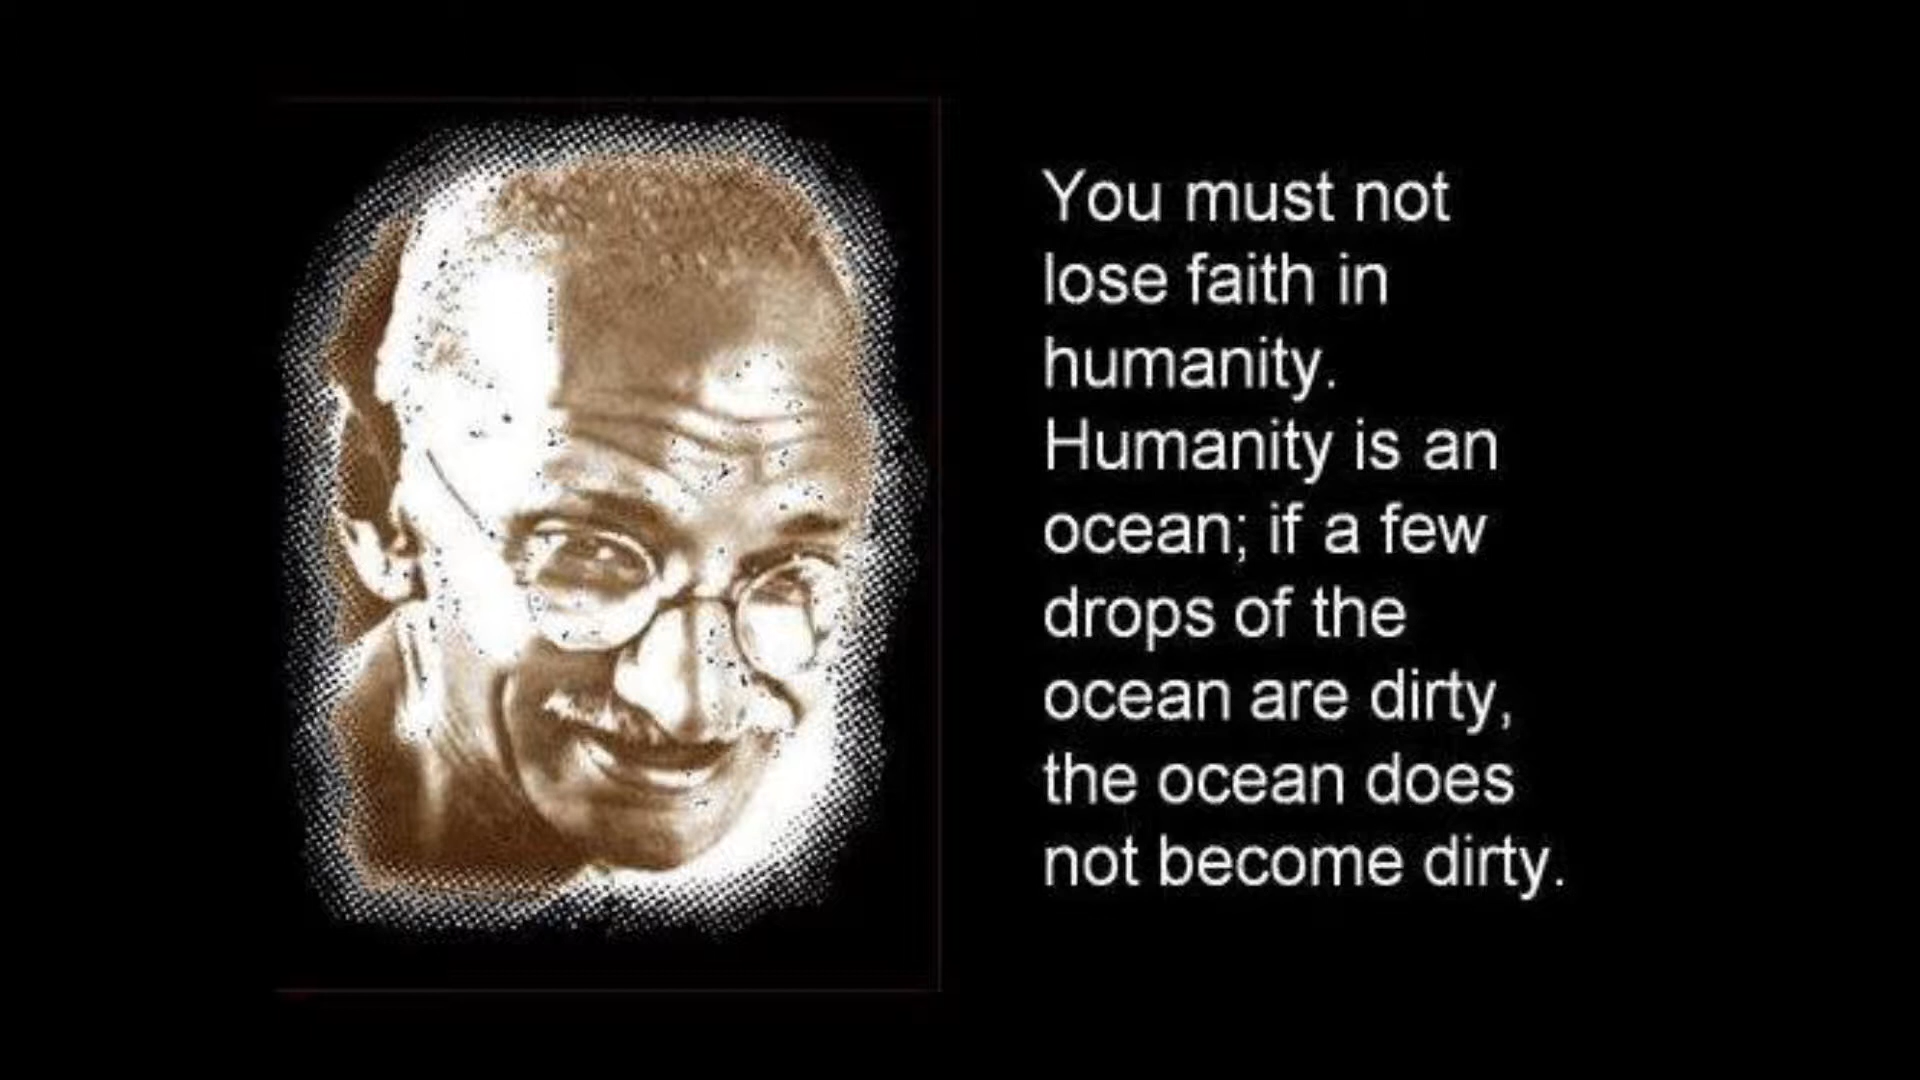 You must not
lose faith in
humanity.
Humanity is an
ocean; if a few
drops of the
ocean are dirty,
the ocean does
not become dirty.